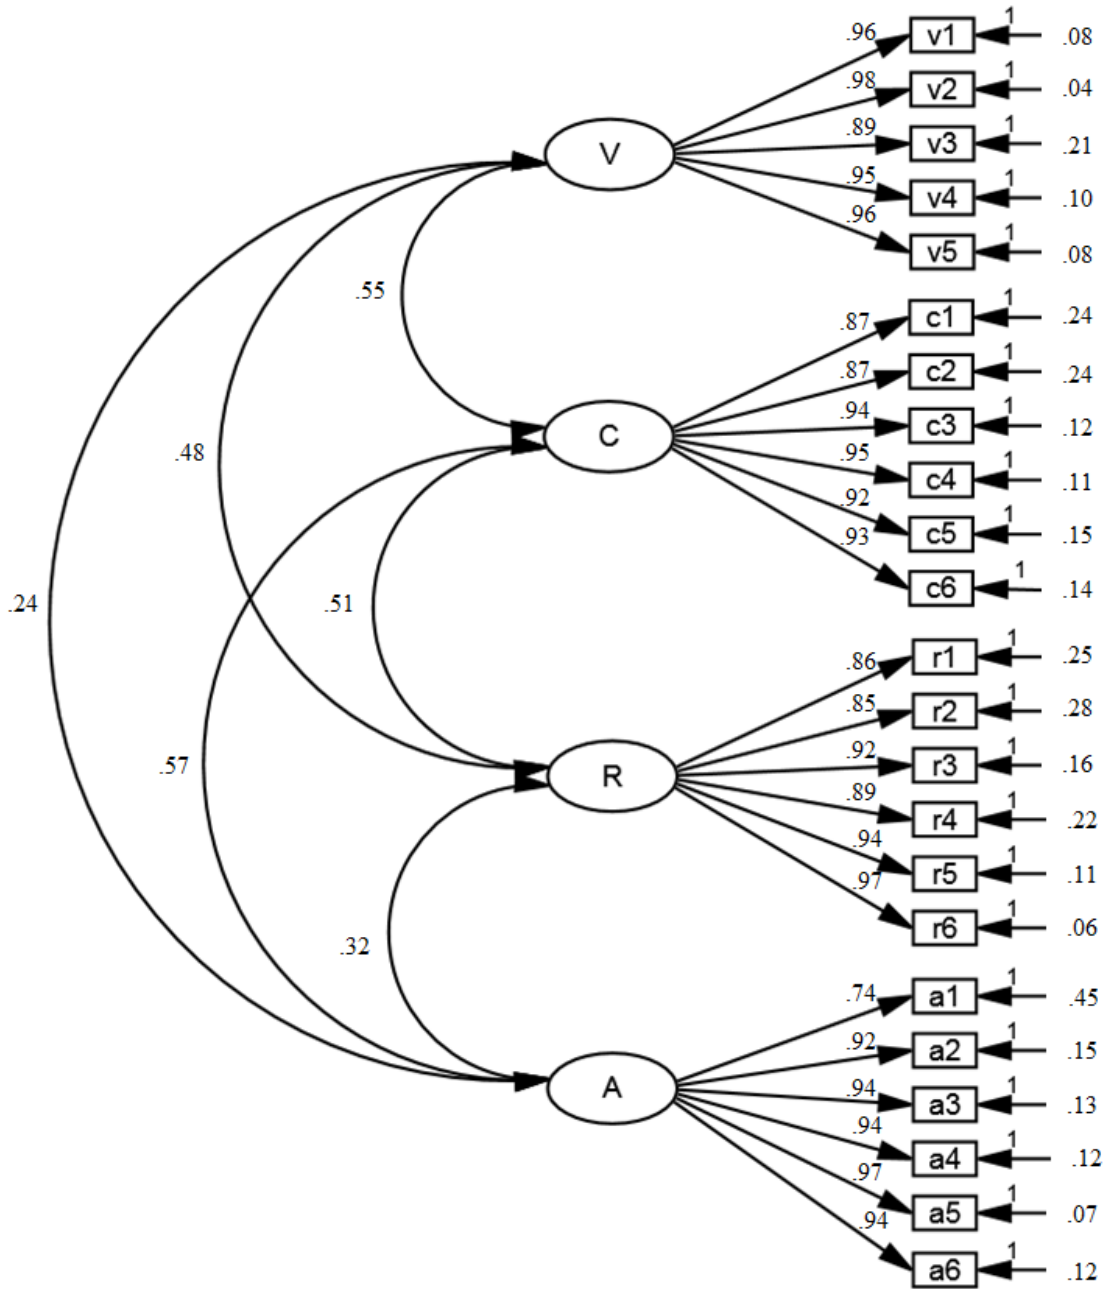 .96 v1 1 .08
.98 v2 1 .04
V .89 v3 1 .21
.95 v4 1 .10
.96 v5 1 .08
.55
.87 c1 1 .24
.87 c2 1 .24
C .94 c3 1 .12
.48 .95 c4 1 .11
.92 c5 1 .15
.93 c6 1 .14
.24 .51
.86 r1 1 .25
.85 r2 1 .28
.57 R .92 r3 1 .16
.89 r4 1 .22
.94 r5 1 .11
.97 r6 1 .06
.32
.74 a1 1 .45
.92 a2 1 .15
A .94 a3 1 .13
.94 a4 1 .12
.97 a5 1 .07
.94 a6 1 .12